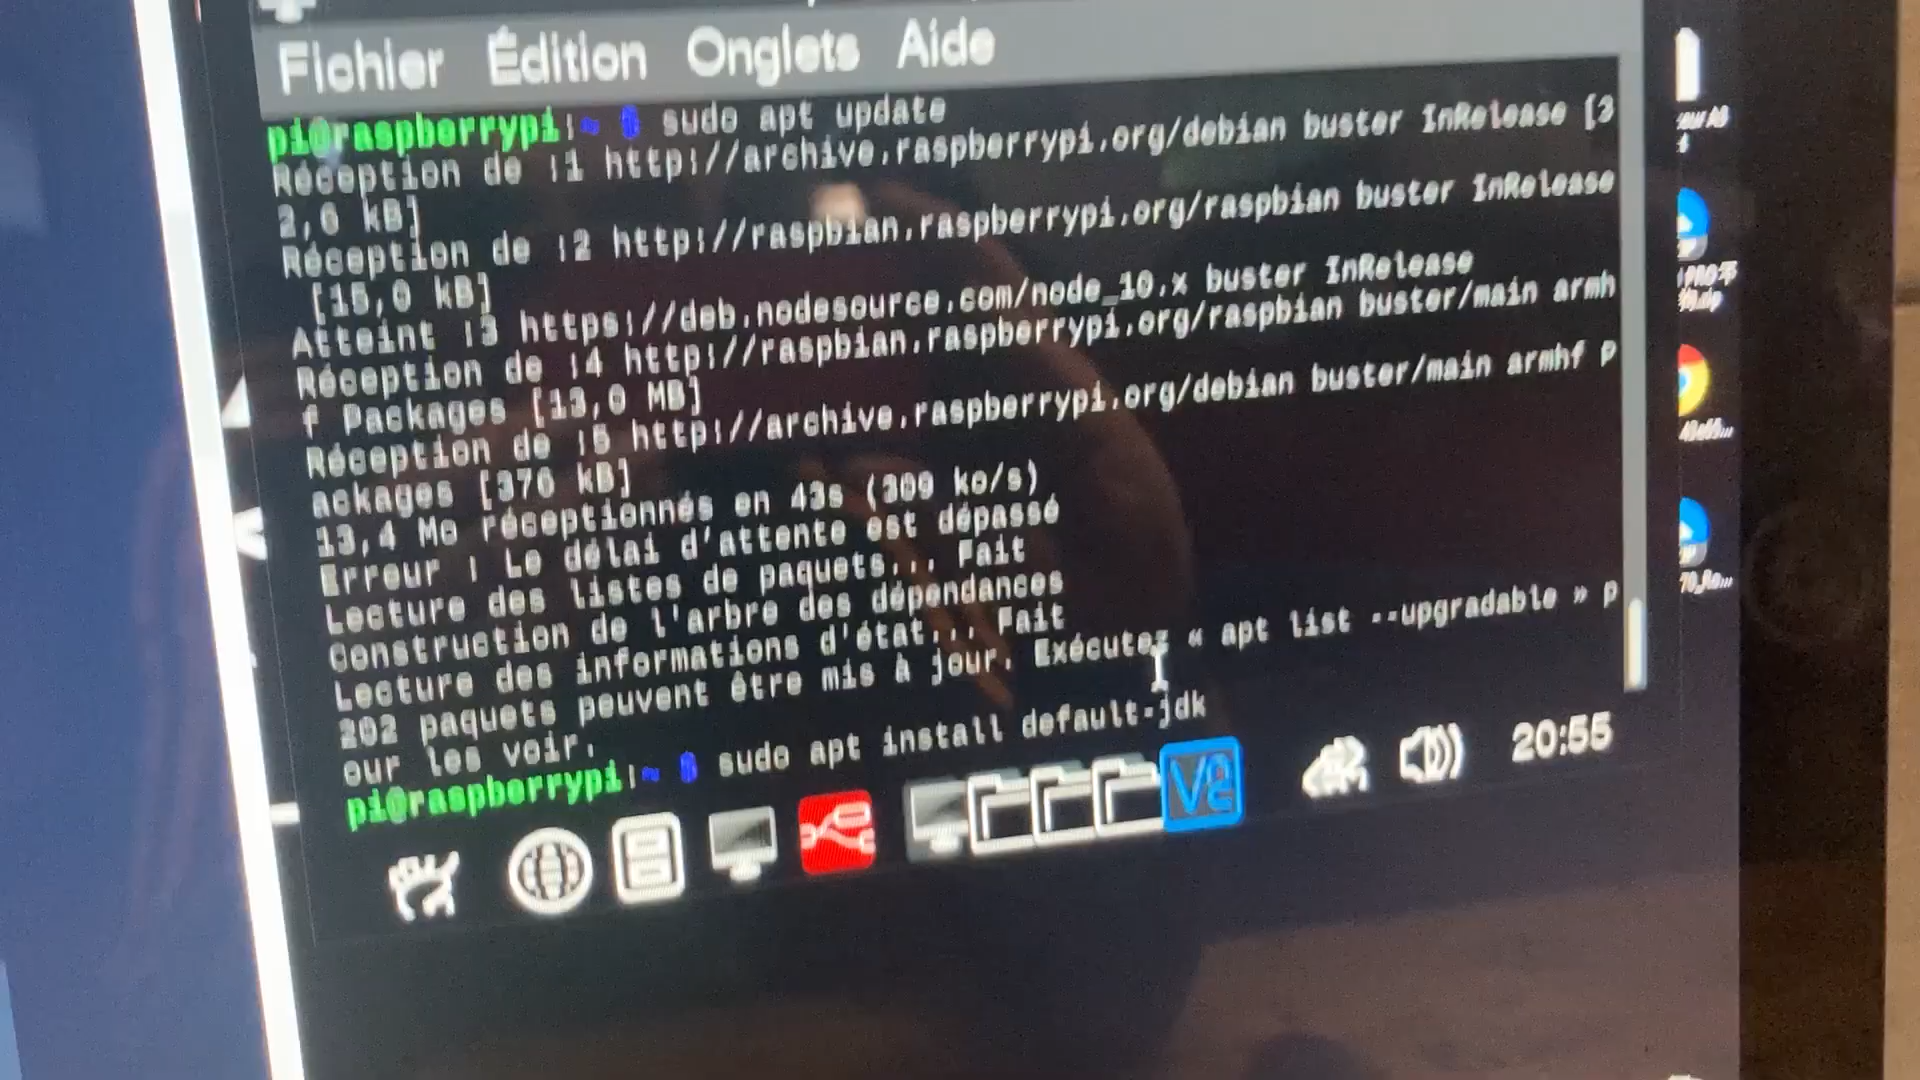 Fichier Édition Onglets Aide
pi@raspberrypi:~ $ sudo apt update
Réception de :1 http://archive.raspberrypi.org/debian buster InRelease [3
2,6 kB]
Réception de :2 http://raspbian.raspberrypi.org/raspbian buster InRelease
[15,0 kB]
Atteint :3 https://deb.nodesource.com/node_10.x buster InRelease
Réception de :4 http://raspbian.raspberrypi.org/raspbian buster/main armh
f Packages [13,0 MB]
Réception de :5 http://archive.raspberrypi.org/debian buster/main armhf P
ackages [376 kB]
13,4 Mo réceptionnés en 43s (309 ko/s)
Erreur : Le délai d'attente est dépassé
Lecture des listes de paquets... Fait
Construction de l'arbre des dépendances
Lecture des informations d'état... Fait
202 paquets peuvent être mis à jour. Exécutez « apt list --upgradable » p
our les voir.
pi@raspberrypi:~ $ sudo apt install default-jdk
20:55